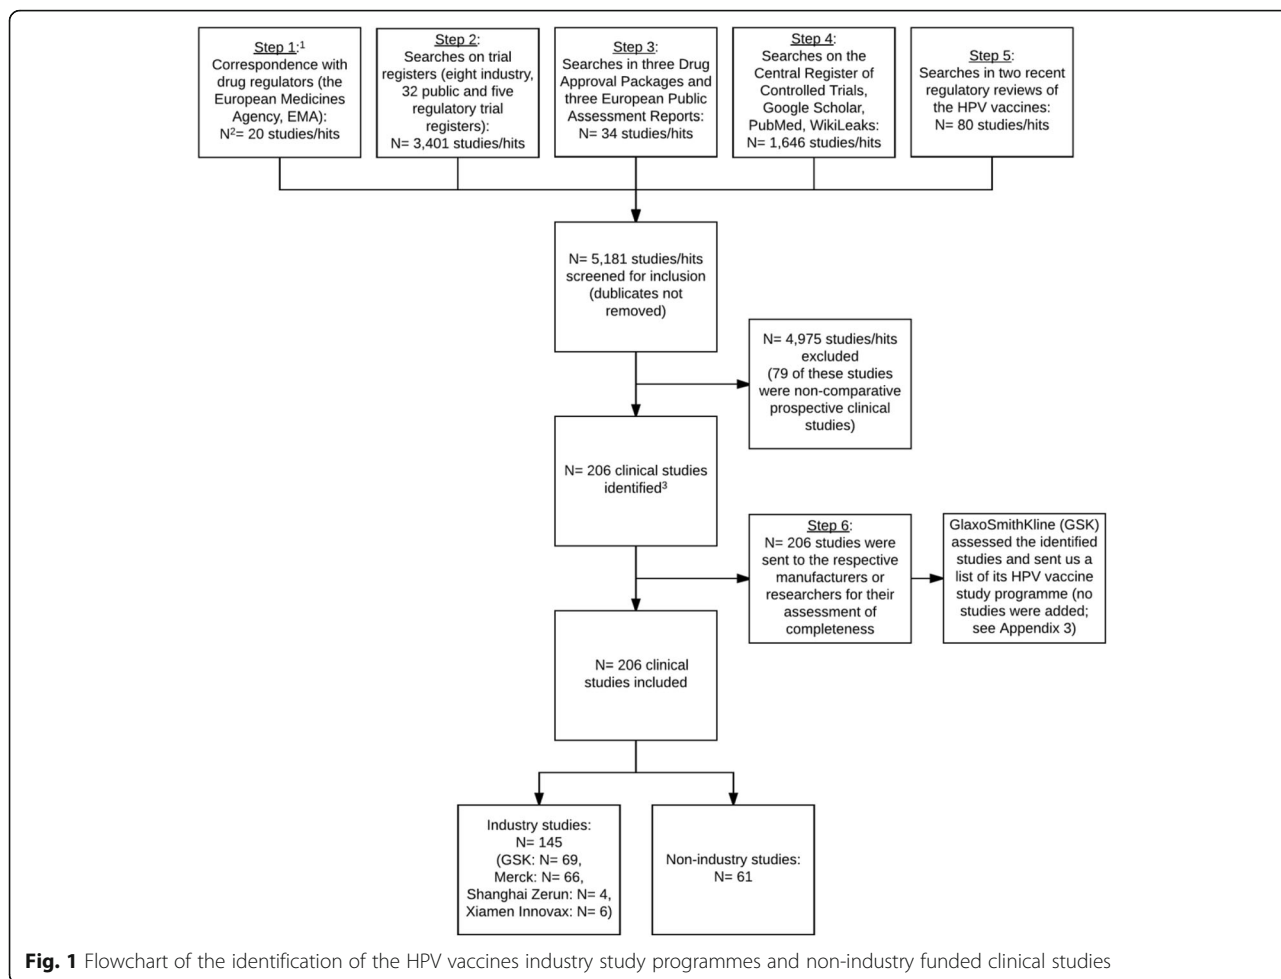 Step 1:1
Correspondence with
drug regulators (the
European Medicines
Agency, EMA):
N2= 20 studies/hits
Step 2:
Searches on trial
registers (eight industry,
32 public and five
regulatory trial
registers):
N= 3,401 studies/hits
Step 3:
Searches in three Drug
Approval Packages and
three European Public
Assessment Reports:
N= 34 studies/hits
Step 4:
Searches on the
Central Register of
Controlled Trials,
Google Scholar,
PubMed, WikiLeaks:
N= 1,646 studies/hits
Step 5:
Searches in two recent
regulatory reviews of
the HPV vaccines:
N= 80 studies/hits
N= 5,181 studies/hits
screened for inclusion
(dublicates not
removed)
N= 4,975 studies/hits
excluded
(79 of these studies
were non-comparative
prospective clinical
studies)
N= 206 clinical studies
identified3
Step 6:
N= 206 studies were
sent to the respective
manufacturers or
researchers for their
assessment of
completeness
GlaxoSmithKline (GSK)
assessed the identified
studies and sent us a
list of its HPV vaccine
study programme (no
studies were added;
see Appendix 3)
N= 206 clinical
studies included
Industry studies:
N= 145
(GSK: N= 69,
Merck: N= 66,
Shanghai Zerun: N= 4,
Xiamen Innovax: N= 6)
Non-industry studies:
N= 61
Fig. 1 Flowchart of the identification of the HPV vaccines industry study programmes and non-industry funded clinical studies